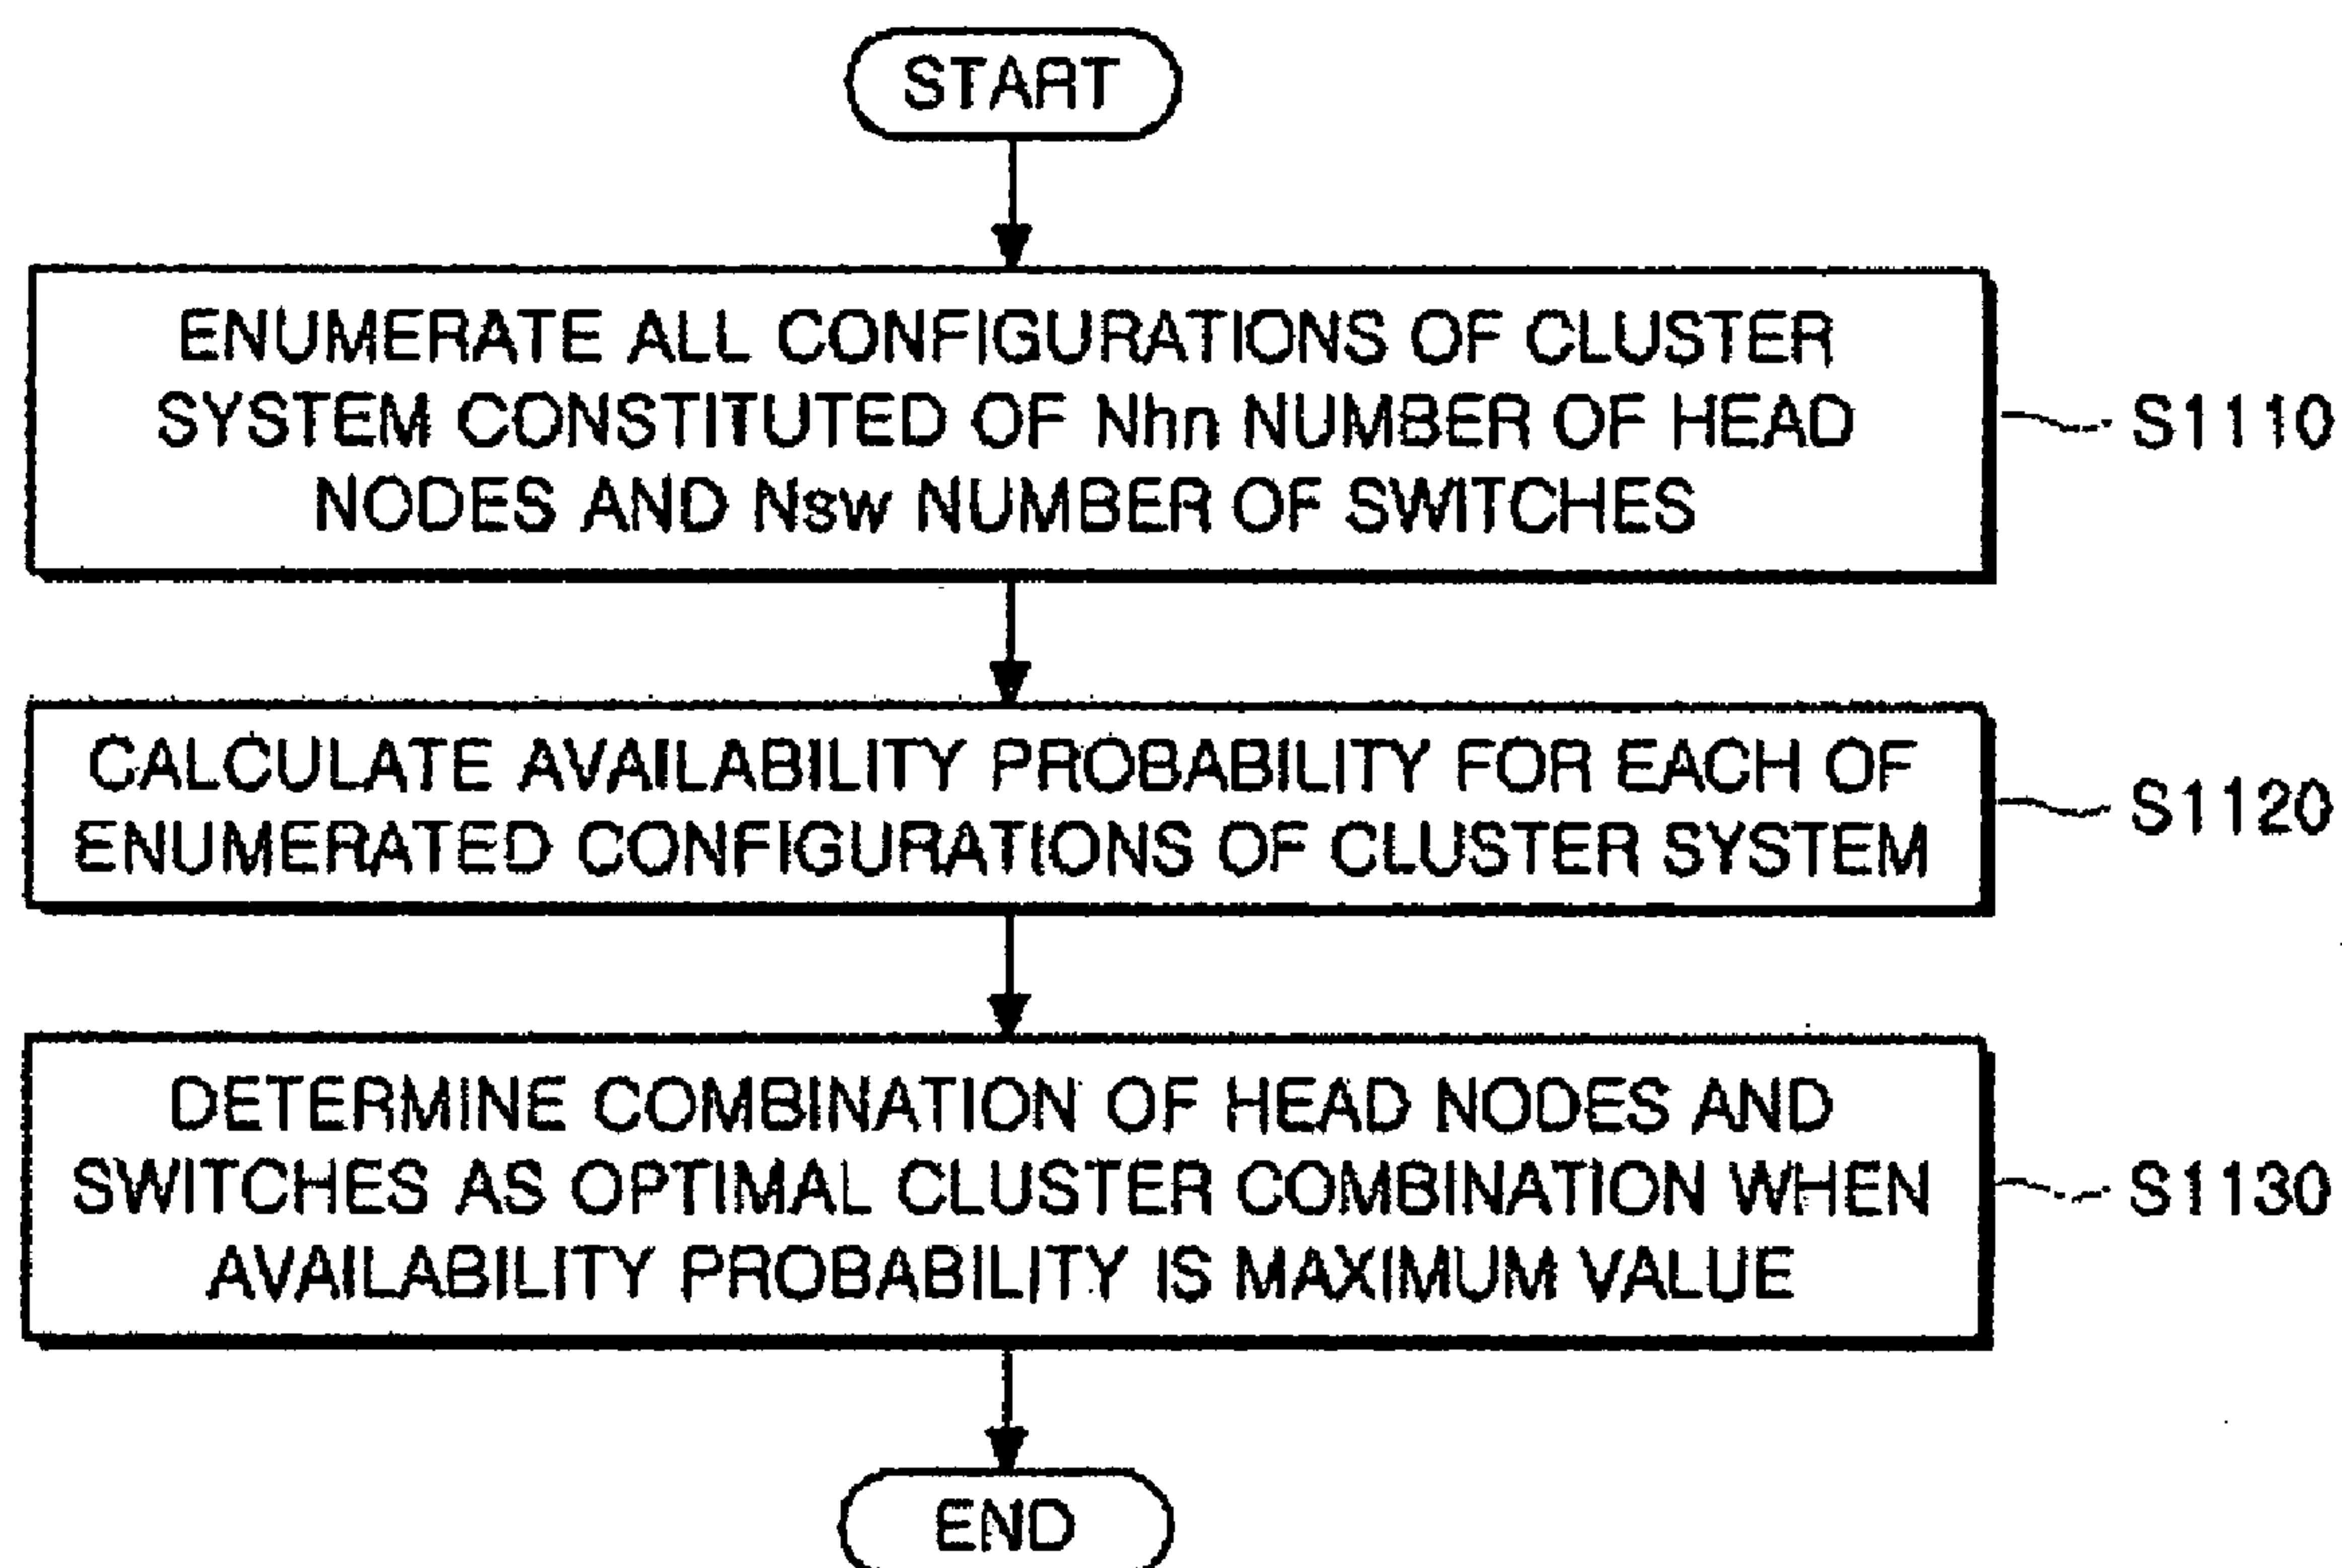 START
ENUMERATE ALL CONFIGURATIONS OF CLUSTER
SYSTEM CONSTITUTED OF Nhn NUMBER OF HEAD
NODES AND Nsw NUMBER OF SWITCHES
S1110
CALCULATE AVAILABILITY PROBABILITY FOR EACH OF
ENUMERATED CONFIGURATIONS OF CLUSTER SYSTEM
S1120
DETERMINE COMBINATION OF HEAD NODES AND
SWITCHES AS OPTIMAL CLUSTER COMBINATION WHEN
AVAILABILITY PROBABILITY IS MAXIMUM VALUE
S1130
END